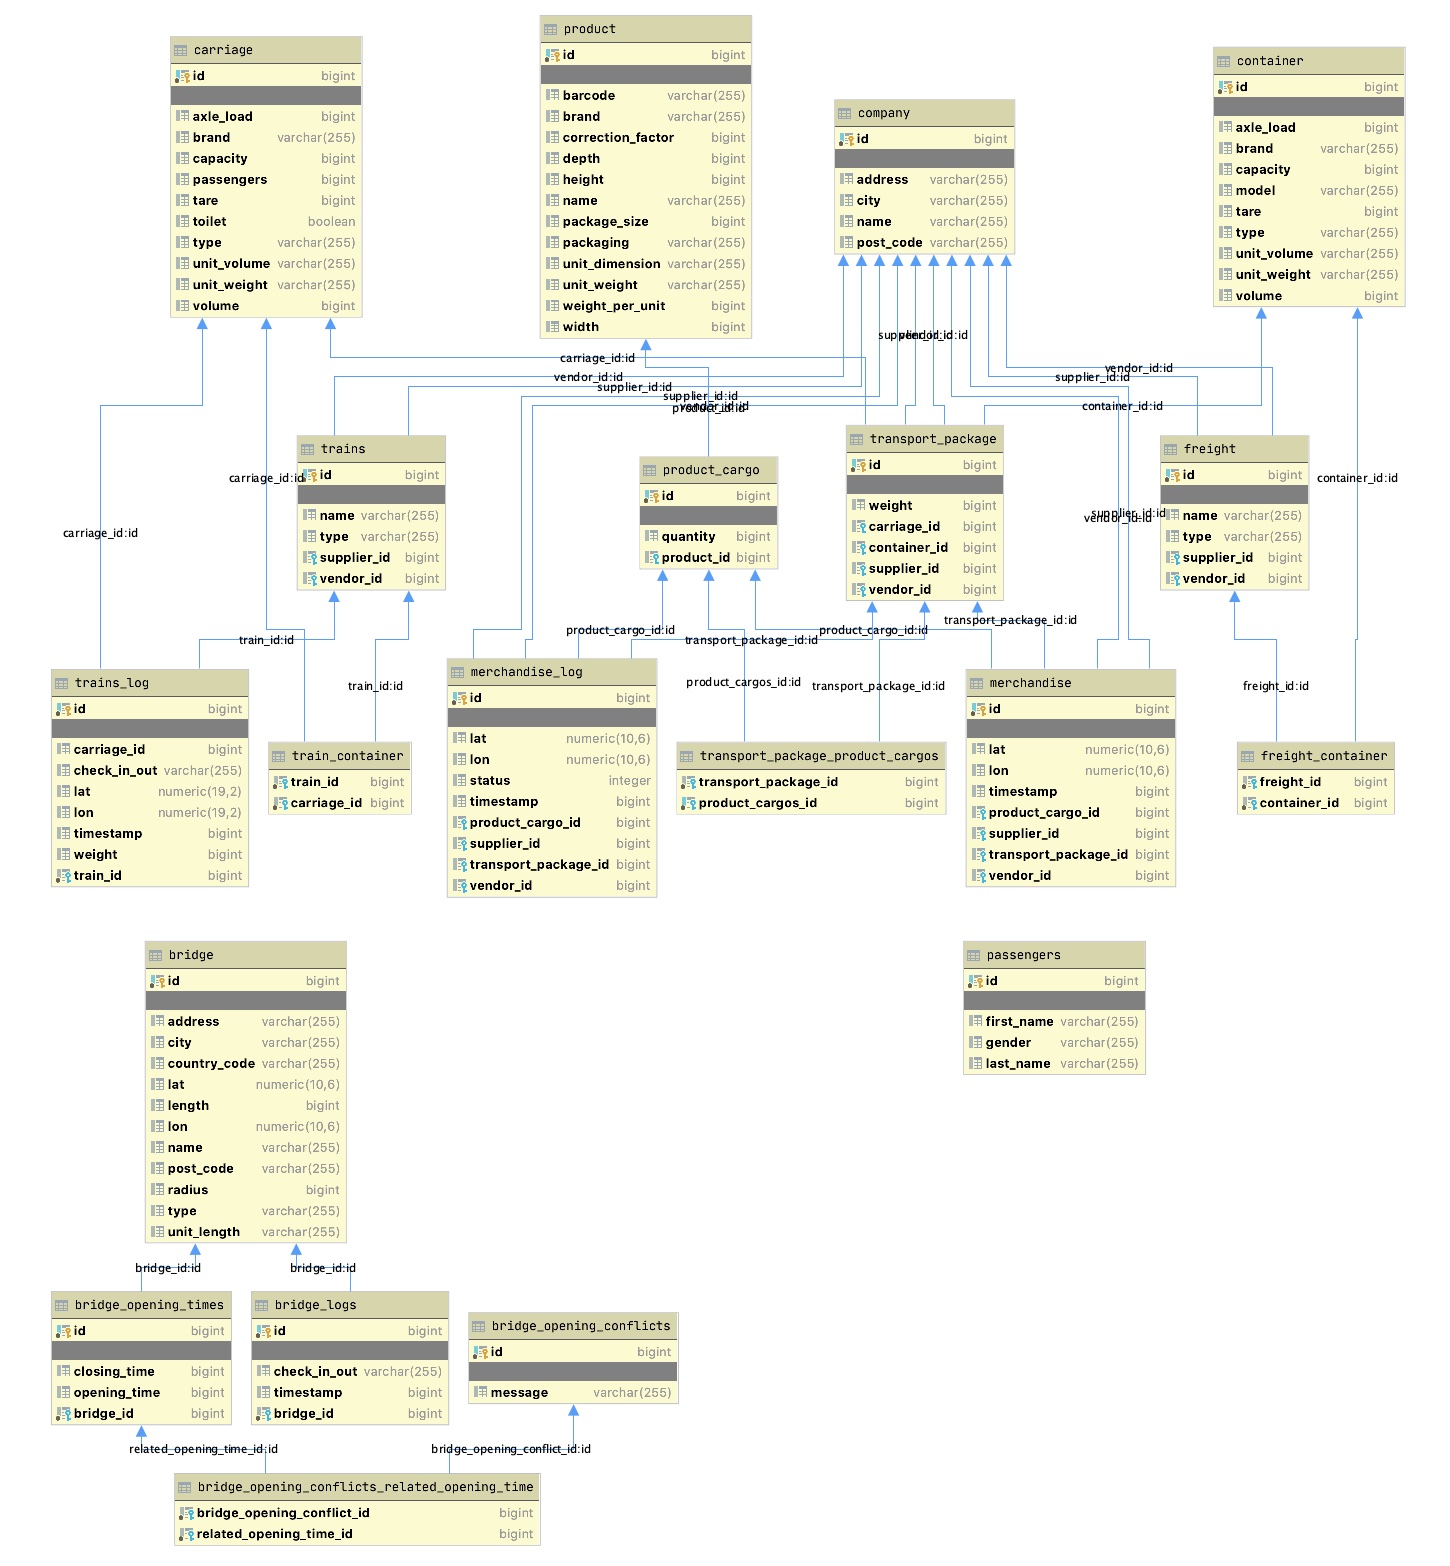 carriage
id bigint
axle_load bigint
brand varchar(255)
capacity bigint
passengers bigint
tare bigint
toilet boolean
type varchar(255)
unit_volume varchar(255)
unit_weight varchar(255)
volume bigint
product
id bigint
barcode varchar(255)
brand varchar(255)
correction_factor bigint
depth bigint
height bigint
name varchar(255)
package_size bigint
packaging varchar(255)
unit_dimension varchar(255)
unit_weight varchar(255)
weight_per_unit bigint
width bigint
company
id bigint
address varchar(255)
city varchar(255)
name varchar(255)
post_code varchar(255)
container
id bigint
axle_load bigint
brand varchar(255)
capacity bigint
model varchar(255)
tare bigint
type varchar(255)
unit_volume varchar(255)
unit_weight varchar(255)
volume bigint
supplier_id:id
vendor_id:id
carriage_id:id
vendor_id:id
supplier_id:id
supplier_id:id
vendor_id:id
product_id:id
vendor_id:id
supplier_id:id
container_id:id
carriage_id:id
carriage_id:id
container_id:id
supplier_id:id
vendor_id:id
trains
id bigint
name varchar(255)
type varchar(255)
supplier_id bigint
vendor_id bigint
product_cargo
id bigint
quantity bigint
product_id bigint
transport_package
id bigint
weight bigint
carriage_id bigint
container_id bigint
supplier_id bigint
vendor_id bigint
freight
id bigint
name varchar(255)
type varchar(255)
supplier_id bigint
vendor_id bigint
train_id:id
product_cargo_id:id
transport_package_id:id
product_cargo_id:id
transport_package_id:id
train_id:id
product_cargos_id:id
transport_package_id:id
freight_id:id
trains_log
id bigint
carriage_id bigint
check_in_out varchar(255)
lat numeric(19,2)
lon numeric(19,2)
timestamp bigint
weight bigint
train_id bigint
train_container
train_id bigint
carriage_id bigint
merchandise_log
id bigint
lat numeric(10,6)
lon numeric(10,6)
status integer
timestamp bigint
product_cargo_id bigint
supplier_id bigint
transport_package_id bigint
vendor_id bigint
transport_package_product_cargos
transport_package_id bigint
product_cargos_id bigint
merchandise
id bigint
lat numeric(10,6)
lon numeric(10,6)
timestamp bigint
product_cargo_id bigint
supplier_id bigint
transport_package_id bigint
vendor_id bigint
freight_container
freight_id bigint
container_id bigint
bridge
id bigint
address varchar(255)
city varchar(255)
country_code varchar(255)
lat numeric(10,6)
length bigint
lon numeric(10,6)
name varchar(255)
post_code varchar(255)
radius bigint
type varchar(255)
unit_length varchar(255)
passengers
id bigint
first_name varchar(255)
gender varchar(255)
last_name varchar(255)
bridge_id:id
bridge_id:id
bridge_opening_times
id bigint
closing_time bigint
opening_time bigint
bridge_id bigint
bridge_logs
id bigint
check_in_out varchar(255)
timestamp bigint
bridge_id bigint
bridge_opening_conflicts
id bigint
message varchar(255)
related_opening_time_id:id
bridge_opening_conflict_id:id
bridge_opening_conflicts_related_opening_time
bridge_opening_conflict_id bigint
related_opening_time_id bigint